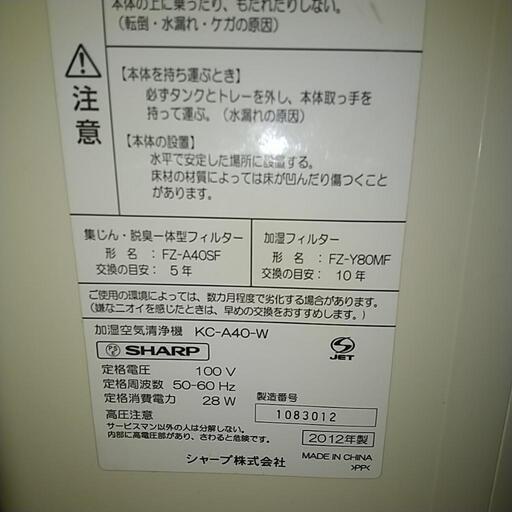 本体の上に乗ったり、もたれたりしない。
(転倒・水漏れ・ケガの原因)
注意
【本体を持ち運ぶとき】
必ずタンクとトレーを外し、本体取っ手を
持って運ぶ。(水漏れの原因)
【本体の設置】
水平で安定した場所に設置する。
床材の材質によっては床が凹んだり傷つくこと
があります。
集じん・脱臭一体型フィルター
形 名: FZ-A40SF
交換の目安: 5年
加湿フィルター
形 名: FZ-Y80MF
交換の目安: 10年
ご使用の環境によっては、数カ月程度で劣化する場合があります。
(嫌なニオイを感じたときは、早めの交換をおすすめします。)
加湿空気清浄機 KC-A40-W
PS E SHARP
S JET
定格電圧 100 V
定格周波数 50-60 Hz
定格消費電力 28 W
高圧注意
サービスマン以外の人は分解しない。
内部に高電圧部があり、さわると危険です。
製造番号
1083012
2012年製
MADE IN CHINA
>PP<
シャープ株式会社